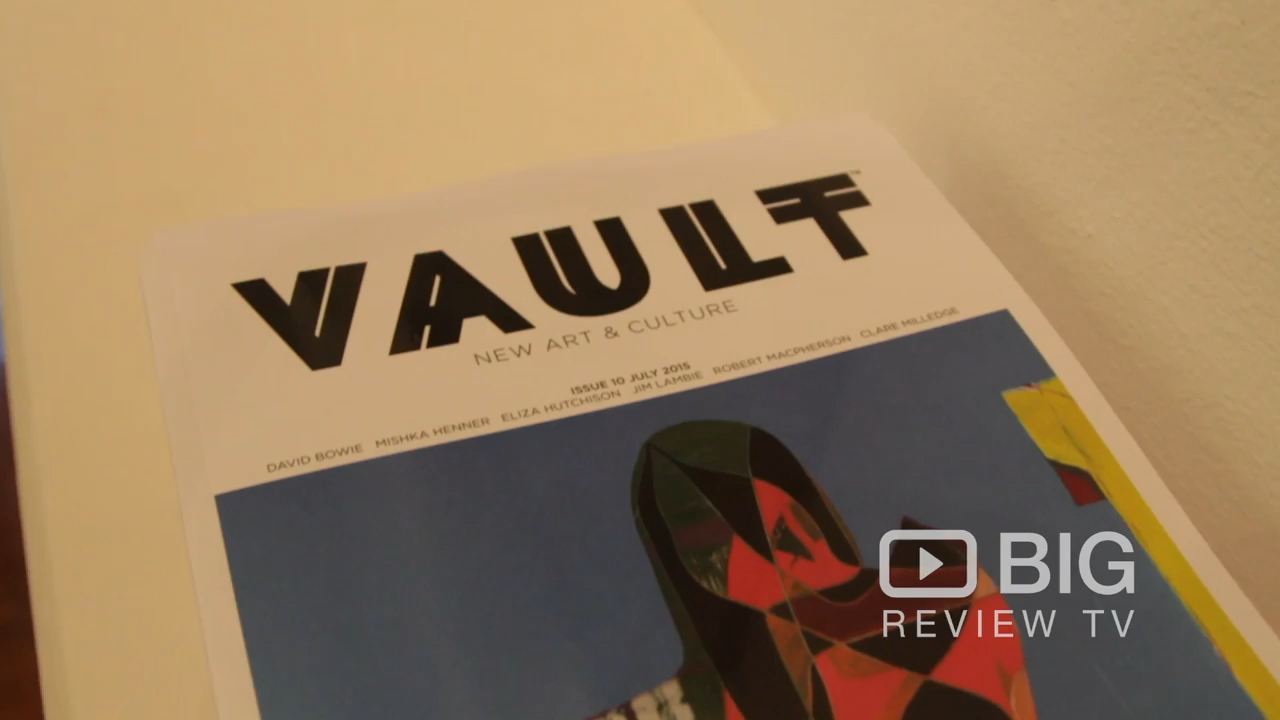 VAULT™
NEW ART & CULTURE
ISSUE 10 JULY 2015
DAVID BOWIE MISHKA HENNER ELIZA HUTCHISON JIM LAMBIE ROBERT MACPHERSON CLARE MILLEDGE
BIG
REVIEW TV